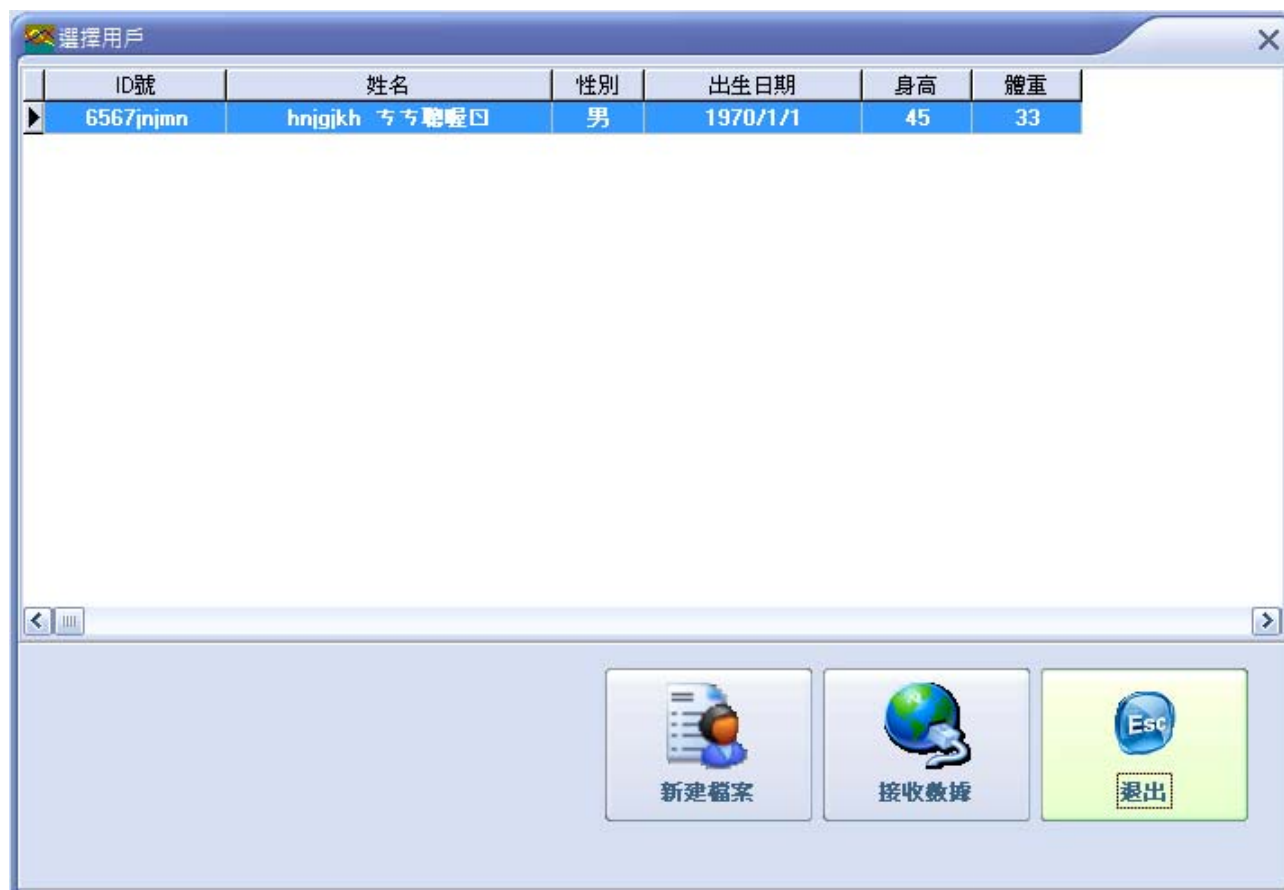 選擇用戶
ID號 姓名 性別 出生日期 身高 體重
6567jnjmn hnjgjkh ㄘㄘ聰喔ㄖ 男 1970/1/1 45 33
Esc
新建檔案 接收數據 退出